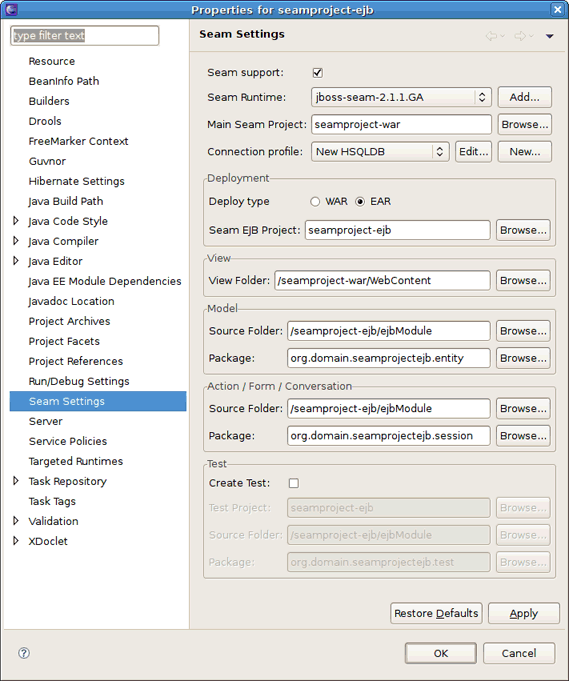 Properties for seamproject-ejb
type filter text
Resource
BeanInfo Path
Builders
Drools
FreeMarker Context
Guvnor
Hibernate Settings
Java Build Path
Java Code Style
Java Compiler
Java Editor
Java EE Module Dependencies
Javadoc Location
Project Archives
Project Facets
Project References
Run/Debug Settings
Seam Settings
Server
Service Policies
Targeted Runtimes
Task Repository
Task Tags
Validation
XDoclet
Seam Settings
Seam support:
Seam Runtime: jboss-seam-2.1.1.GA Add...
Main Seam Project: seamproject-war Browse...
Connection profile: New HSQLDB Edit... New...
Deployment
Deploy type WAR EAR
Seam EJB Project: seamproject-ejb Browse...
View
View Folder: /seamproject-war/WebContent Browse...
Model
Source Folder: /seamproject-ejb/ejbModule Browse...
Package: org.domain.seamprojectejb.entity Browse...
Action / Form / Conversation
Source Folder: /seamproject-ejb/ejbModule Browse...
Package: org.domain.seamprojectejb.session Browse...
Test
Create Test:
Test Project: seamproject-ejb Browse...
Source Folder: /seamproject-ejb/ejbModule Browse...
Package: org.domain.seamprojectejb.test Browse...
Restore Defaults Apply
? OK Cancel